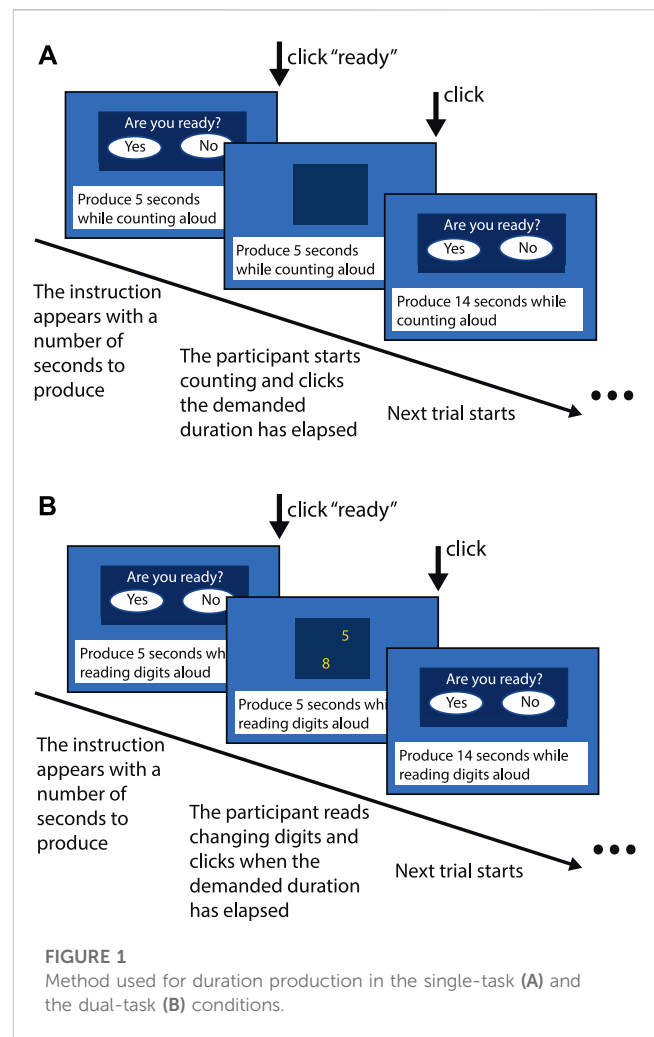 A
click “ready”
click
Are you ready?
Yes
No
Produce 5 seconds
while counting aloud
Produce 5 seconds
while counting aloud
Are you ready?
Yes
No
Produce 14 seconds while
counting aloud
The instruction
appears with a
number of
seconds to
produce
The participant starts
counting and clicks
the demanded
duration has elapsed
Next trial starts
•••
B
click “ready”
click
Are you ready?
Yes
No
Produce 5 seconds whi
reading digits aloud
5
8
Produce 5 seconds whi
reading digits aloud
Are you ready?
Yes
No
Produce 14 seconds while
reading digits aloud
The instruction
appears with a
number of
seconds to
produce
The participant reads
changing digits and
clicks when the
demanded duration
has elapsed
Next trial starts
•••
FIGURE 1
Method used for duration production in the single-task (A) and
the dual-task (B) conditions.